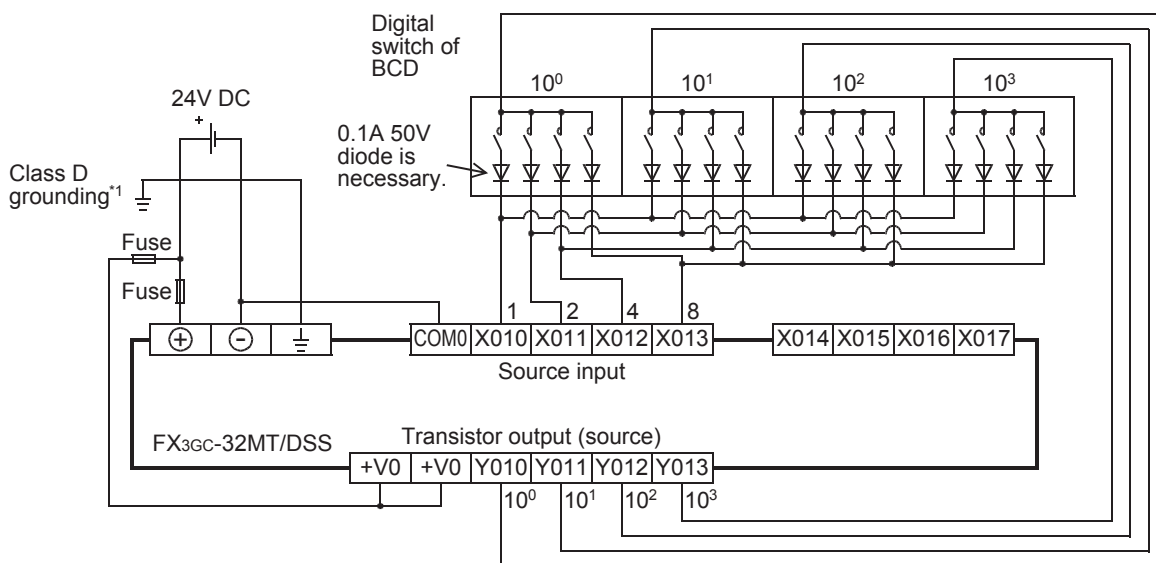 Digital
switch of
BCD
10⁰ 10¹ 10² 10³
24V DC
+
0.1A 50V
diode is
necessary.
Class D
grounding*1
Fuse
Fuse
1 2 4 8
+ - COM0 X010 X011 X012 X013 X014 X015 X016 X017
Source input
FX3GC-32MT/DSS
Transistor output (source)
+V0 +V0 Y010 Y011 Y012 Y013
10⁰ 10¹ 10² 10³